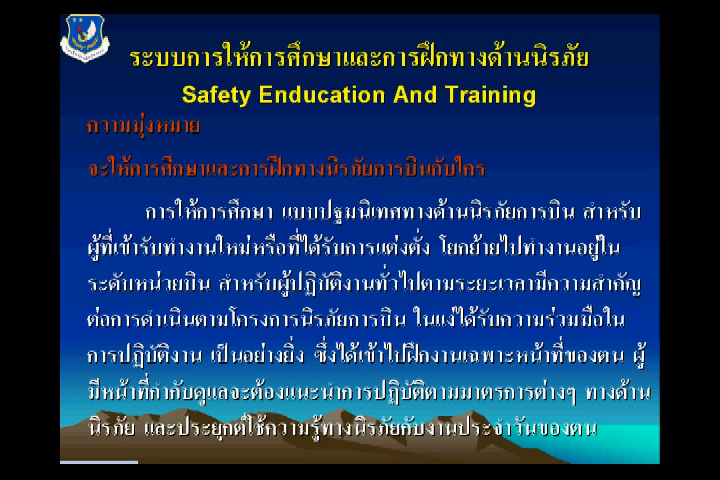 ระบบการให้การศึกษาและการฝึกทางด้านนิรภัย
Safety Enducation And Training
ความมุ่งหมาย
จะให้การศึกษาและการฝึกทางนิรภัยการบินกับใคร
การให้การศึกษา แบบปฐมนิเทศทางด้านนิรภัยการบิน สำหรับ
ผู้ที่เข้ารับทำงานใหม่หรือที่ได้รับการแต่งตั้ง โยกย้ายไปทำงานอยู่ใน
ระดับหน่วยบิน สำหรับผู้ปฏิบัติงานทั่วไปตามระยะเวลามีความสำคัญ
ต่อการดำเนินตามโครงการนิรภัยการบิน ในแง่ได้รับความร่วมมือใน
การปฏิบัติงาน เป็นอย่างยิ่ง ซึ่งได้เข้าไปฝึกงานเฉพาะหน้าที่ของตน ผู้
มีหน้าที่กำกับดูแลจะต้องแนะนำการปฏิบัติตามมาตรการต่างๆ ทางด้าน
นิรภัย และประยุกต์ใช้ความรู้ทางนิรภัยกับงานประจำวันของตน